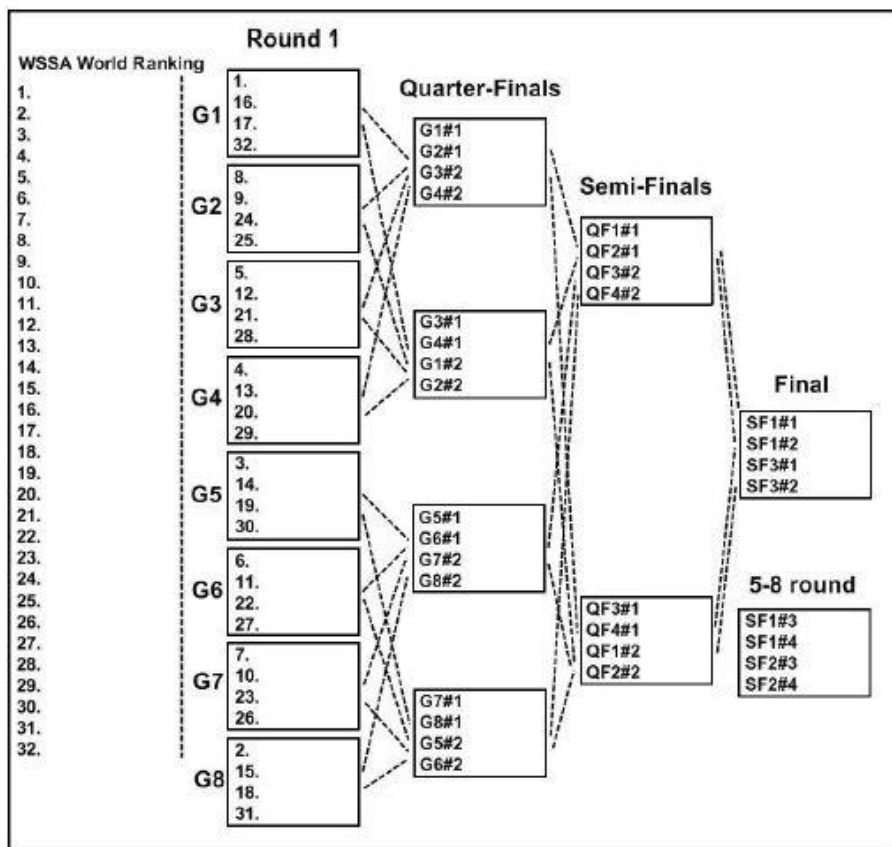 WSSA World Ranking
1.
2.
3.
4.
5.
6.
7.
8.
9.
10.
11.
12.
13.
14.
15.
16.
17.
18.
19.
20.
21.
22.
23.
24.
25.
26.
27.
28.
29.
30.
31.
32.
Round 1
G1
1.
16.
17.
32.
G2
8.
9.
24.
25.
G3
5.
12.
21.
28.
G4
4.
13.
20.
29.
G5
3.
14.
19.
30.
G6
6.
11.
22.
27.
G7
7.
10.
23.
26.
G8
2.
15.
18.
31.
Quarter-Finals
G1#1
G2#1
G3#2
G4#2
G3#1
G4#1
G1#2
G2#2
G5#1
G6#1
G7#2
G8#2
G7#1
G8#1
G5#2
G6#2
Semi-Finals
QF1#1
QF2#1
QF3#2
QF4#2
QF3#1
QF4#1
QF1#2
QF2#2
Final
SF1#1
SF1#2
SF3#1
SF3#2
5-8 round
SF1#3
SF1#4
SF2#3
SF2#4